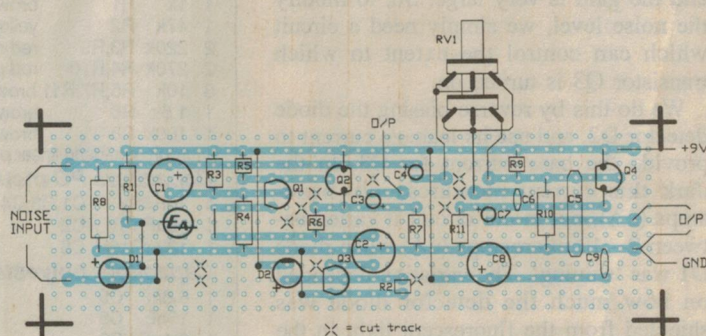 RV1
O/P
+9V
R9
R5
Q2
C4
Q4
R3
R1
C1
Q1
R8
C3
C6
R10
C5
C7
NOISE
INPUT
EA
R4
R6
R7
R11
O/P
C2
C8
GND
D1
D2
Q3
C9
R2
= cut track